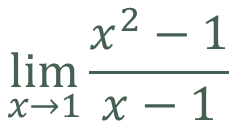 lim x→1 (x² − 1)/(x − 1)